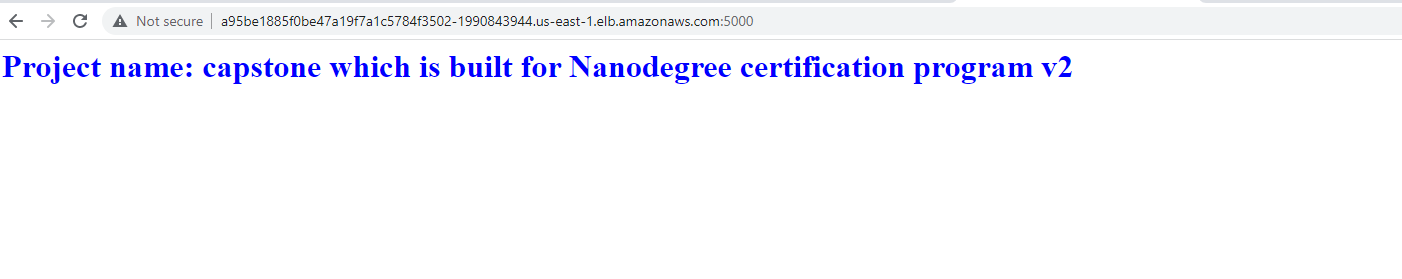 Not secure a95be1885f0be47a19f7a1c5784f3502-1990843944.us-east-1.elb.amazonaws.com:5000
Project name: capstone which is built for Nanodegree certification program v2